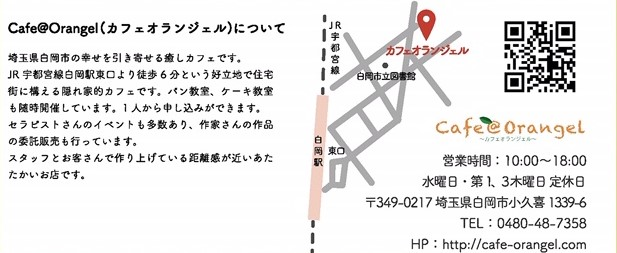 Cafe@Orangel(カフェオランジェル)について
埼玉県白岡市の幸せを引き寄せる癒しカフェです。
JR 宇都宮線白岡駅東口より徒歩6分という好立地で住宅
街に構える隠れ家的カフェです。パン教室、ケーキ教室
も随時開催しています。1人から申し込みができます。
セラピストさんのイベントも多数あり、作家さんの作品
の委託販売も行っています。
スタッフとお客さんで作り上げている距離感が近いあた
たかいお店です。
JR宇都宮線
カフェオランジェル
白岡市立図書館
白岡駅
東口
Cafe@Orangel
〜カフェオランジェル〜
営業時間:10:00〜18:00
水曜日・第1、3木曜日 定休日
〒349-0217 埼玉県白岡市小久喜 1339-6
TEL:0480-48-7358
HP:http://cafe-orangel.com